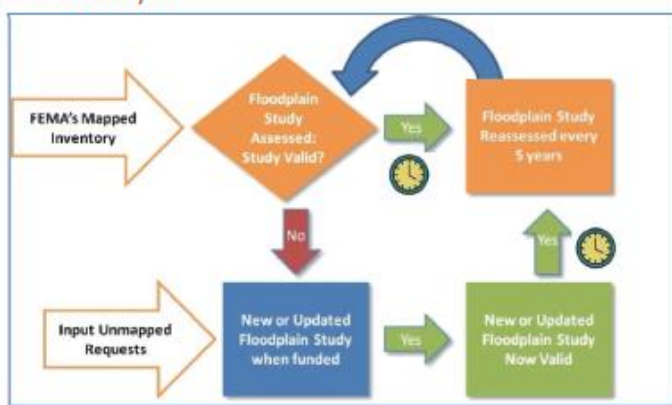 FEMA's Mapped
Inventory
Floodplain
Study
Assessed:
Study Valid?
Yes
Floodplain Study
Reassessed every
5 years
No
Yes
Input Unmapped
Requests
New or Updated
Floodplain Study
when funded
Yes
New or Updated
Floodplain Study
Now Valid